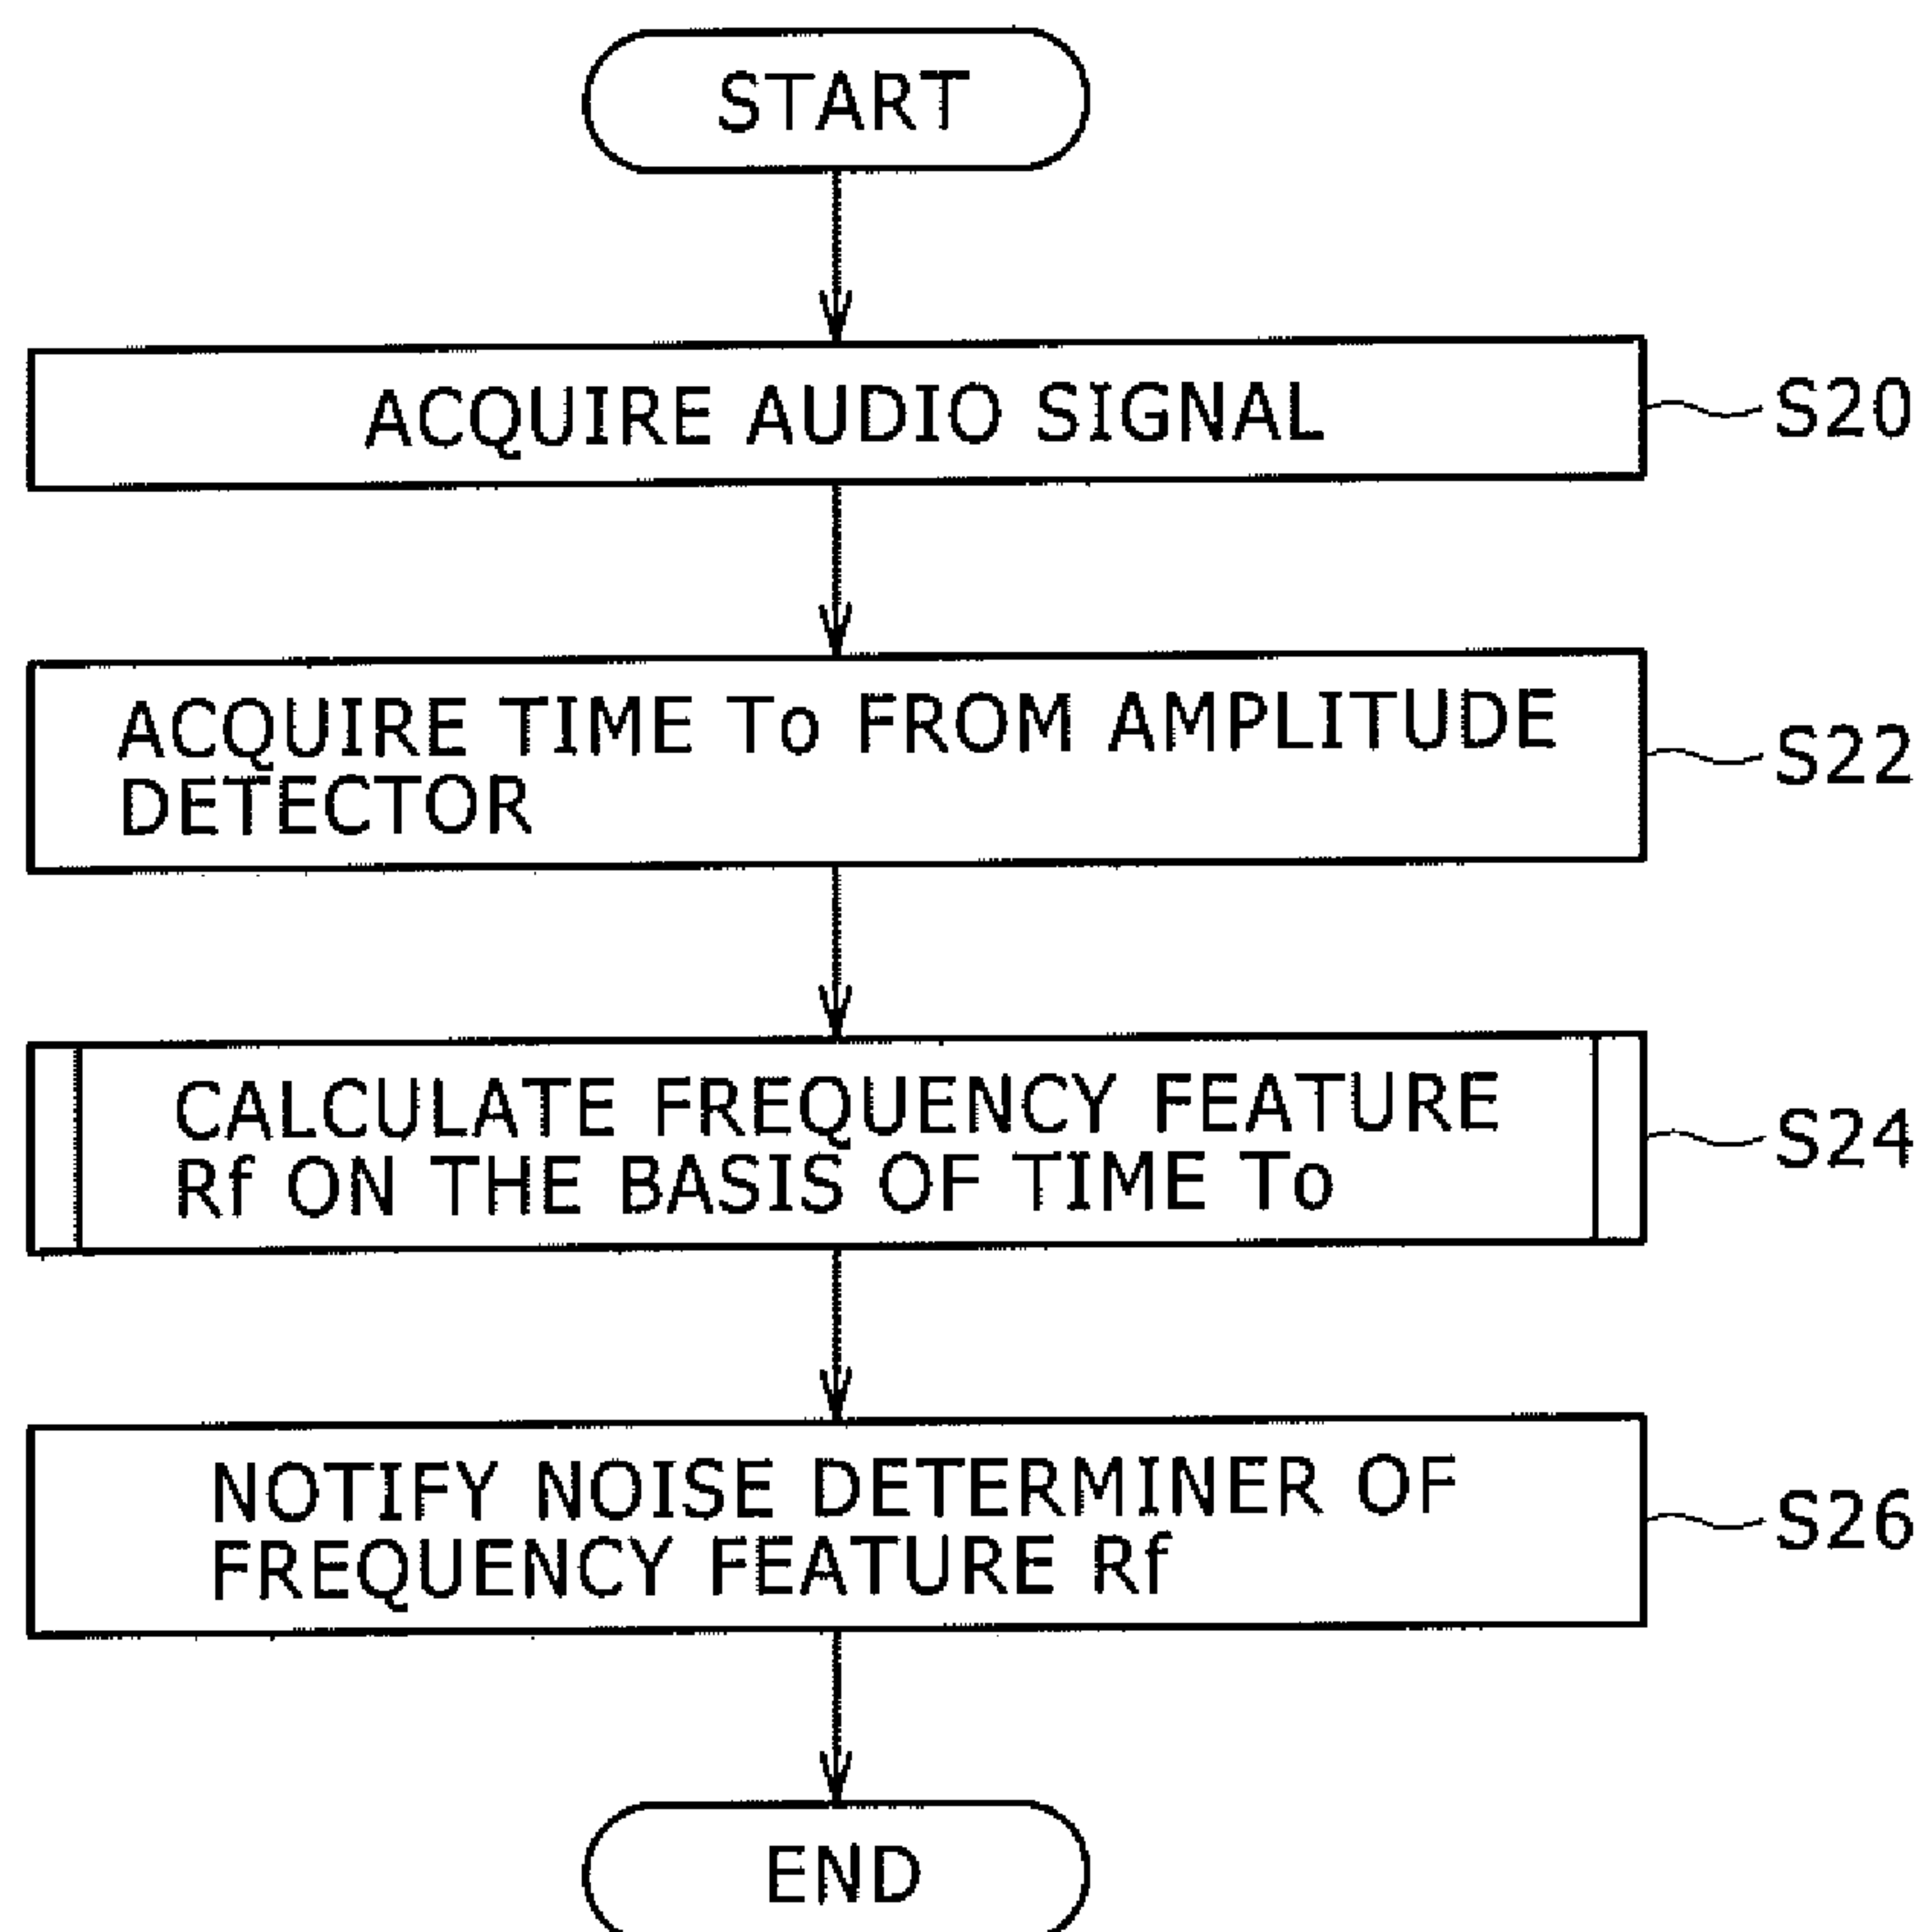 START
ACQUIRE AUDIO SIGNAL
S20
ACQUIRE TIME To FROM AMPLITUDE
DETECTOR
S22
CALCULATE FREQUENCY FEATURE
Rf ON THE BASIS OF TIME To
S24
NOTIFY NOISE DETERMINER OF
FREQUENCY FEATURE Rf
S26
END